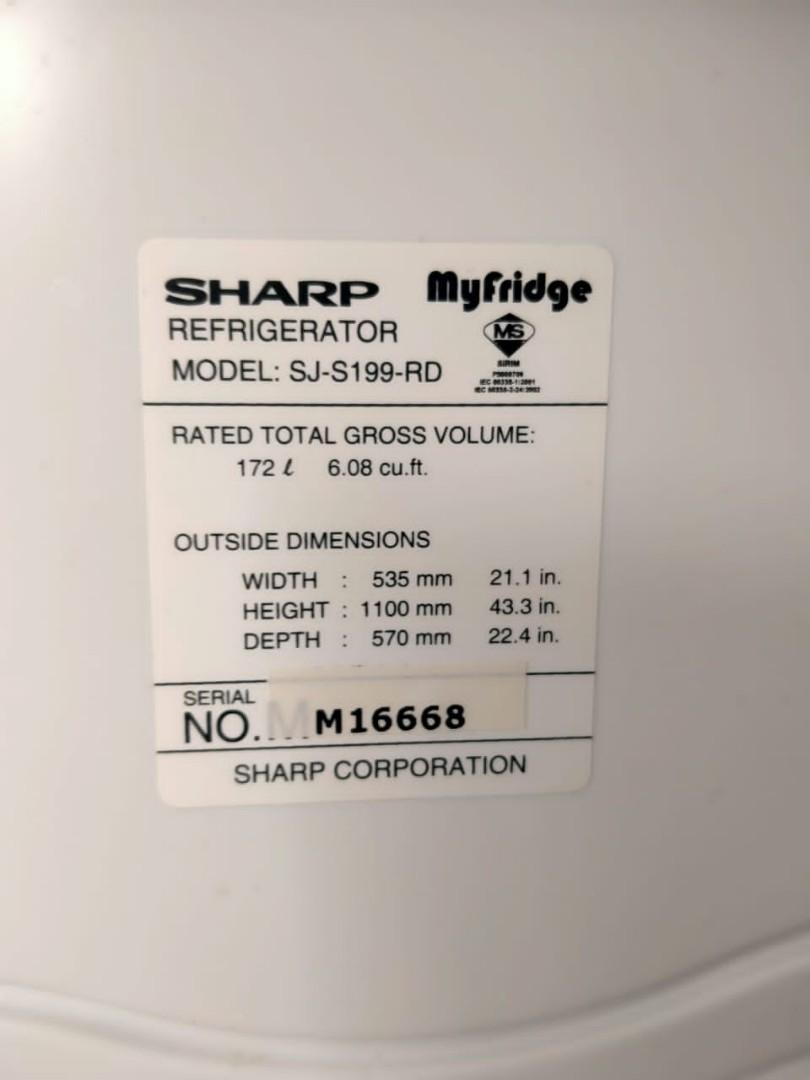 SHARP MyFridge
REFRIGERATOR MS
MODEL: SJ-S199-RD SIRIM
RATED TOTAL GROSS VOLUME:
172 ℓ 6.08 cu.ft.
OUTSIDE DIMENSIONS
WIDTH : 535 mm 21.1 in.
HEIGHT : 1100 mm 43.3 in.
DEPTH : 570 mm 22.4 in.
SERIAL
NO. M16668
SHARP CORPORATION